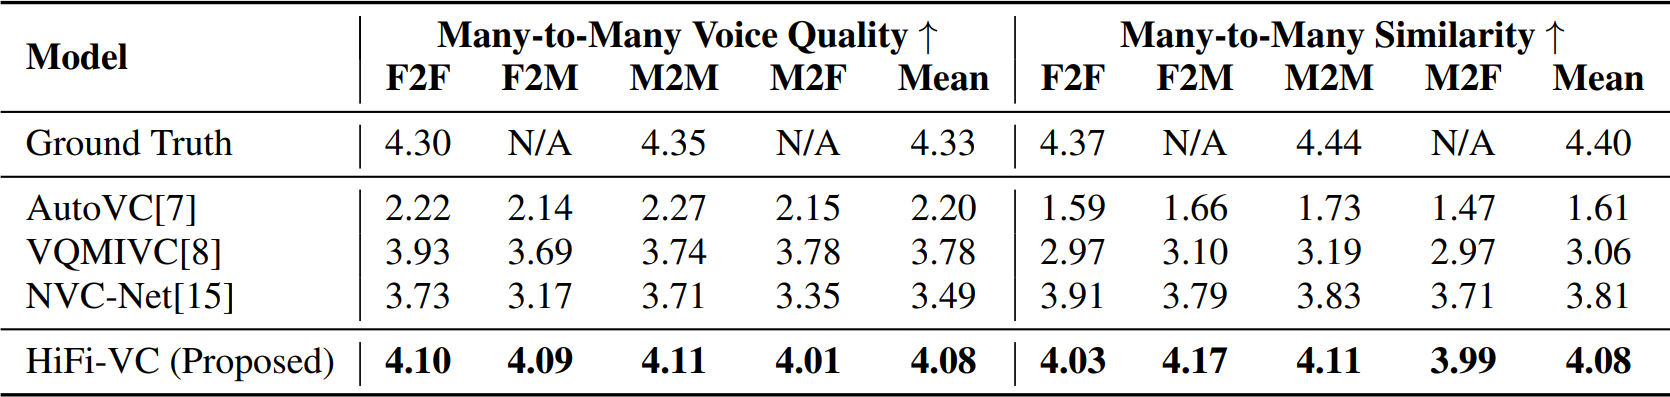 Model Many-to-Many Voice Quality ↑ Many-to-Many Similarity ↑
F2F F2M M2M M2F Mean F2F F2M M2M M2F Mean
Ground Truth 4.30 N/A 4.35 N/A 4.33 4.37 N/A 4.44 N/A 4.40
AutoVC[7] 2.22 2.14 2.27 2.15 2.20 1.59 1.66 1.73 1.47 1.61
VQMIVC[8] 3.93 3.69 3.74 3.78 3.78 2.97 3.10 3.19 2.97 3.06
NVC-Net[15] 3.73 3.17 3.71 3.35 3.49 3.91 3.79 3.83 3.71 3.81
HiFi-VC (Proposed) 4.10 4.09 4.11 4.01 4.08 4.03 4.17 4.11 3.99 4.08